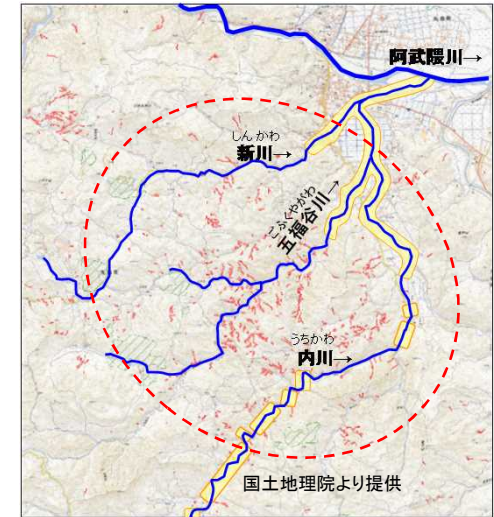 阿武隈川→
しん かわ
新川→
ごふくやがわ
五福谷川→
うちかわ
内川→
国土地理院より提供